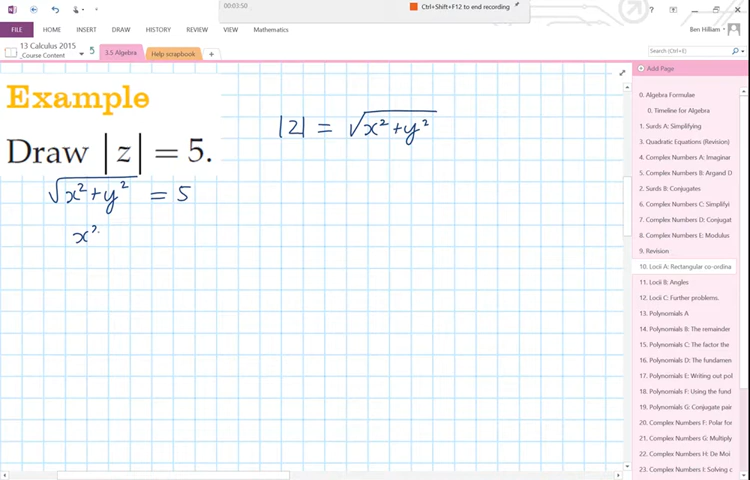 00:03:50
Ctrl+Shift+F12 to end recording
?
FILE HOME INSERT DRAW HISTORY REVIEW VIEW Mathematics
Ben Hilliam
13 Calculus 2015
_Course Content
5
3.5 Algebra
Help scrapbook
+
Search (Ctrl+E)
Add Page
0. Algebra Formulae
0. Timeline for Algebra
1. Surds A: Simplifying
3. Quadratic Equations (Revision)
4. Complex Numbers A: Imaginar
5. Complex Numbers B: Argand D
2. Surds B: Conjugates
6. Complex Numbers C: Simplifyi
7. Complex Numbers D: Conjugat
8. Complex Numbers E: Modulus
9. Revision
10. Locii A: Rectangular co-ordina
11. Locii B: Angles
12. Locii C: Further problems.
13. Polynomials A
14. Polynomials B: The remainder
15. Polynomials C: The factor the
16. Polynomials D: The fundamen
17. Polynomials E: Writing out pol
18. Polynomials F: Using the fund
19. Polynomials G: Conjugate pair
20. Complex Numbers F: Polar for
21. Complex Numbers G: Multiply
22. Complex Numbers H: De Moi
23. Complex Numbers I: Solving c
Example
Draw |z| = 5.
|z| = √(x² + y²)
√(x² + y²) = 5
x²